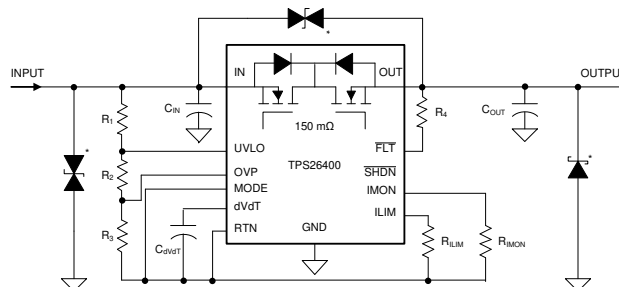 *
INPUT
IN
OUT
OUTPUT
R1
CIN
150 mΩ
R4
COUT
*
UVLO
FLT
*
R2
TPS26400
OVP
SHDN
MODE
IMON
dVdT
ILIM
R3
CdVdT
RTN
GND
RILIM
RIMON